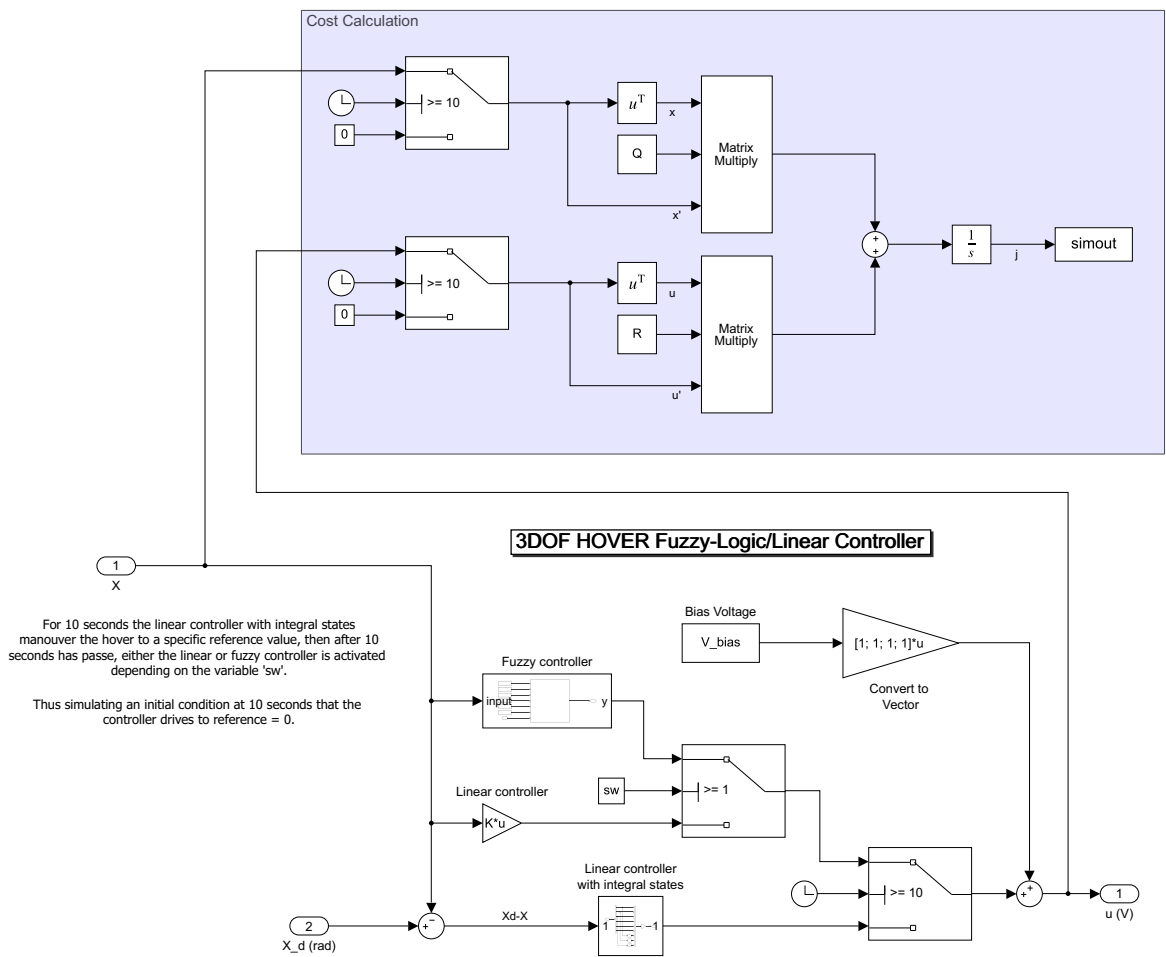 Cost Calculation
>= 10
0
uT
x
Q
x'
Matrix
Multiply
>= 10
0
uT
u
R
u'
Matrix
Multiply
+
+
1
s
j
simout
3DOF HOVER Fuzzy-Logic/Linear Controller
1
X
For 10 seconds the linear controller with integral states
manouver the hover to a specific reference value, then after 10
seconds has passe, either the linear or fuzzy controller is activated
depending on the variable 'sw'.
Thus simulating an initial condition at 10 seconds that the
controller drives to reference = 0.
Bias Voltage
V_bias
[1; 1; 1; 1]*u
Convert to
Vector
Fuzzy controller
input
y
sw
>= 1
Linear controller
K*u
Linear controller
with integral states
1
1
>= 10
+
+
1
u (V)
2
X_d (rad)
+
−
Xd-X